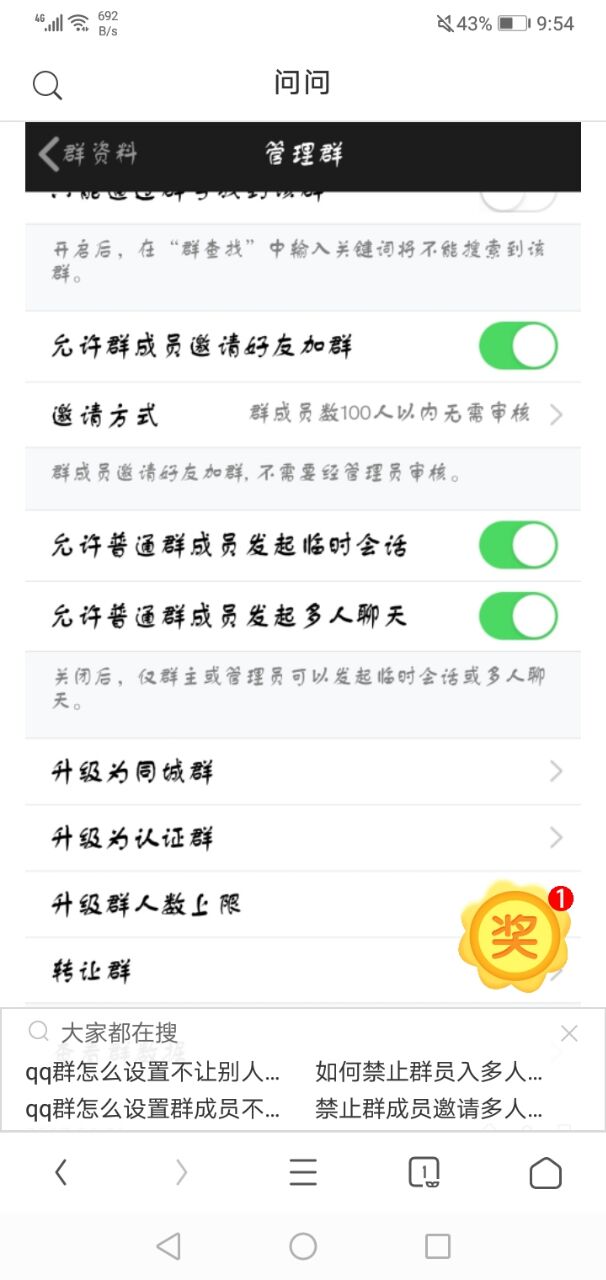 4G 692 B/s 43% 9:54
问问
群资料 管理群
开启后，在“群查找”中输入关键词将不能搜索到该
群。
允许群成员邀请好友加群
邀请方式 群成员数100人以内无需审核
群成员邀请好友加群,不需要经管理员审核。
允许普通群成员发起临时会话
允许普通群成员发起多人聊天
关闭后，仅群主或管理员可以发起临时会话或多人聊
天。
升级为同城群
升级为认证群
升级群人数上限
奖 1
转让群
大家都在搜
qq群怎么设置不让别人... 如何禁止群员入多人...
qq群怎么设置群成员不... 禁止群成员邀请多人...
1